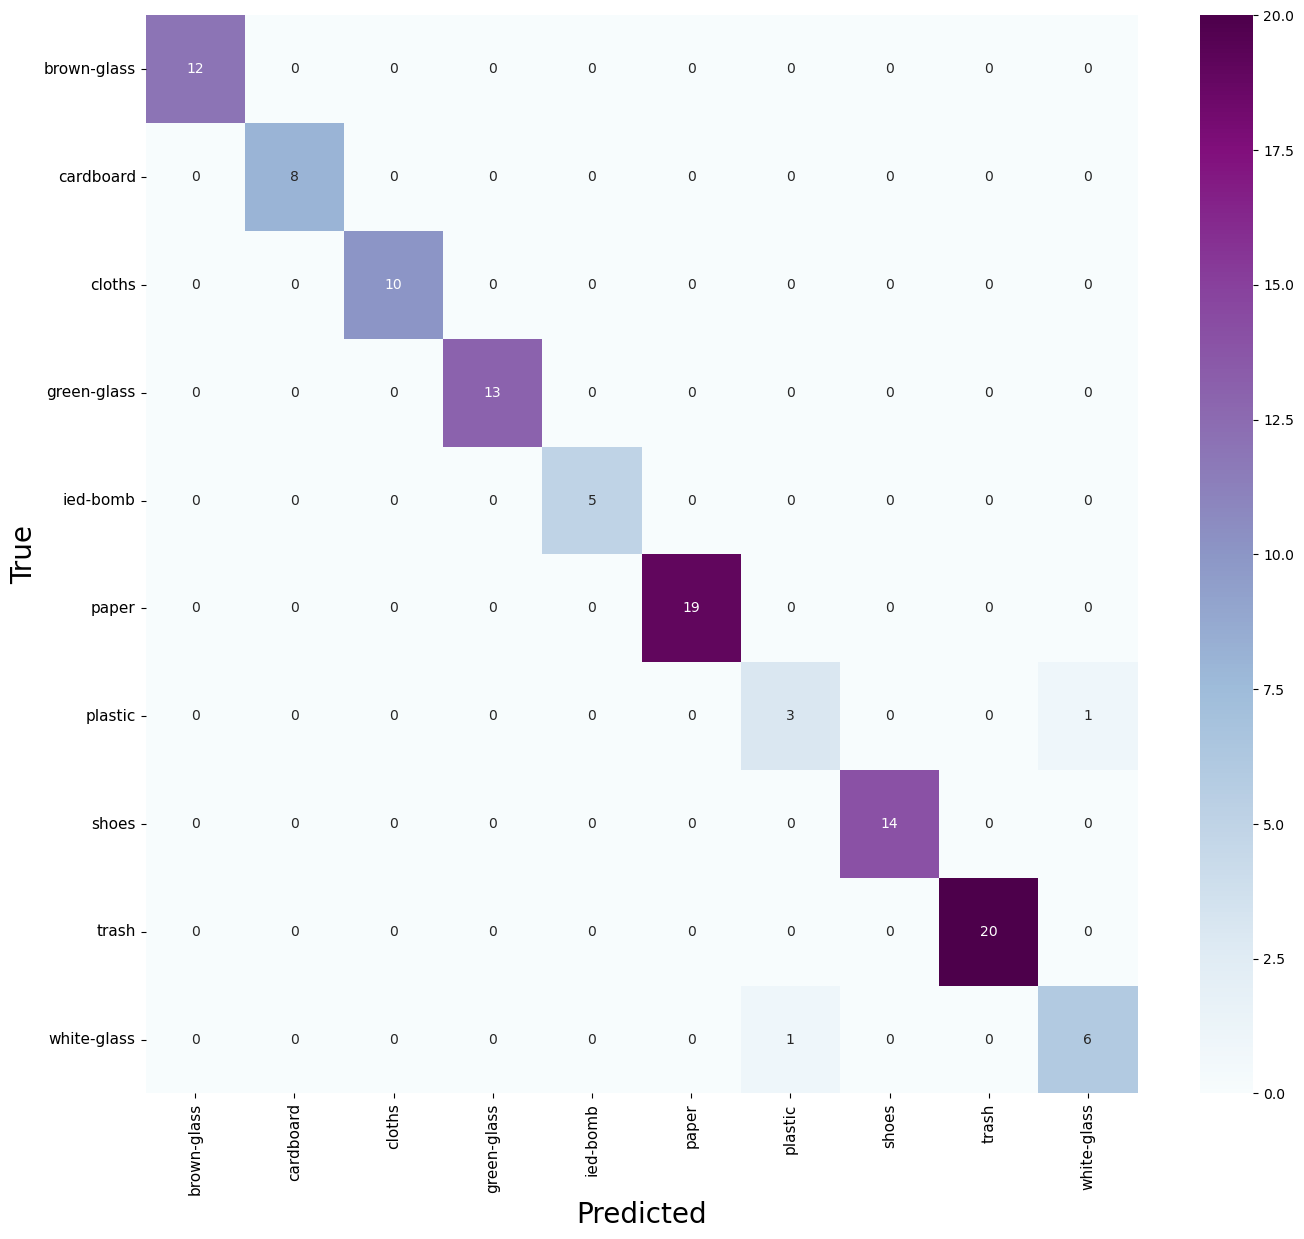 brown-glass 12 0 0 0 0 0 0 0 0 0
cardboard 0 8 0 0 0 0 0 0 0 0
cloths 0 0 10 0 0 0 0 0 0 0
green-glass 0 0 0 13 0 0 0 0 0 0
ied-bomb 0 0 0 0 5 0 0 0 0 0
paper 0 0 0 0 0 19 0 0 0 0
plastic 0 0 0 0 0 0 3 0 0 1
shoes 0 0 0 0 0 0 0 14 0 0
trash 0 0 0 0 0 0 0 0 20 0
white-glass 0 0 0 0 0 0 1 0 0 6
True
brown-glass
cardboard
cloths
green-glass
ied-bomb
paper
plastic
shoes
trash
white-glass
Predicted
20.0
17.5
15.0
12.5
10.0
7.5
5.0
2.5
0.0